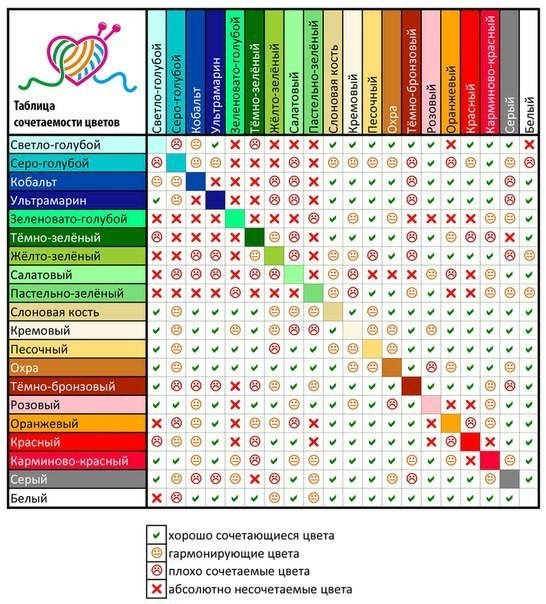 Таблица
сочетаемости цветов
Светло-голубой
Серо-голубой
Кобальт
Ультрамарин
Зеленовато-голубой
Тёмно-зелёный
Жёлто-зелёный
Салатовый
Пастельно-зелёный
Слоновая кость
Кремовый
Песочный
Охра
Тёмно-бронзовый
Розовый
Оранжевый
Красный
Карминово-красный
Серый
Белый
Светло-голубой
Серо-голубой
Кобальт
Ультрамарин
Зеленовато-голубой
Тёмно-зелёный
Жёлто-зелёный
Салатовый
Пастельно-зелёный
Слоновая кость
Кремовый
Песочный
Охра
Тёмно-бронзовый
Розовый
Оранжевый
Красный
Карминово-красный
Серый
Белый
хорошо сочетающиеся цвета
гармонирующие цвета
плохо сочетаемые цвета
абсолютно несочетаемые цвета